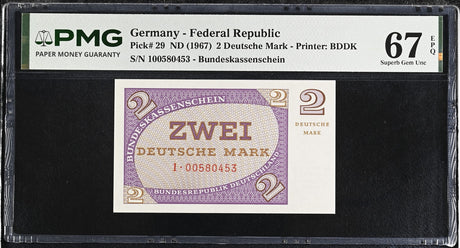 PMG
PAPER MONEY GUARANTY
Germany - Federal Republic
Pick# 29 ND (1967) 2 Deutsche Mark - Printer: BDDK
S/N 100580453 - Bundeskassenschein
67 EPQ
Superb Gem Unc
BUNDESKASSENSCHEIN
2
ZWEI
DEUTSCHE MARK
I·00580453
BUNDESREPUBLIK DEUTSCHLAND
2
2
2
DEUTSCHE
MARK